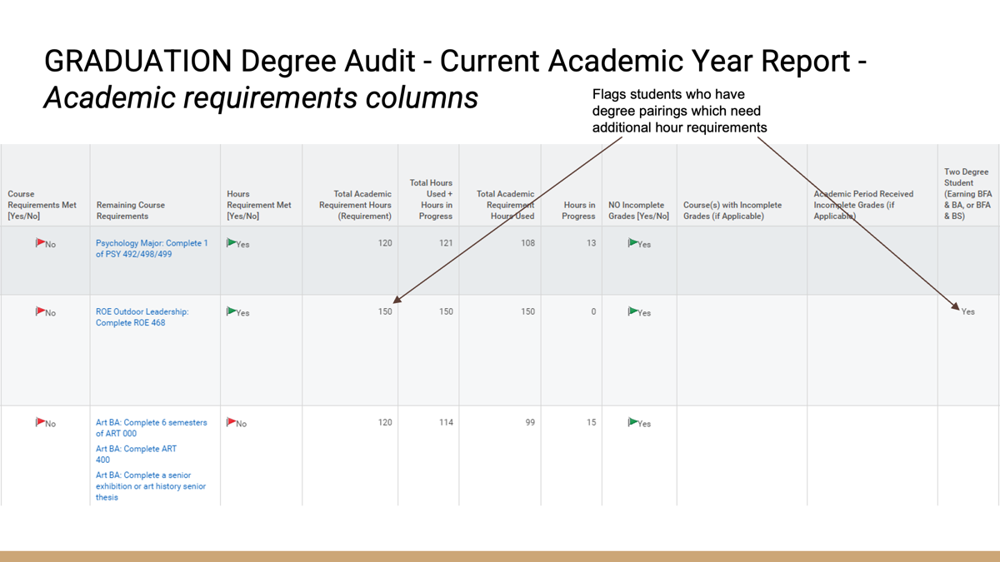 GRADUATION Degree Audit - Current Academic Year Report -
Academic requirements columns
Flags students who have
degree pairings which need
additional hour requirements
Course
Requirements Met
[Yes/No]
Remaining Course
Requirements
Hours
Requirement Met
[Yes/No]
Total Academic
Requirement Hours
(Requirement)
Total Hours
Used +
Hours in
Progress
Total Academic
Requirement
Hours Used
Hours in
Progress
NO Incomplete
Grades [Yes/No]
Course(s) with Incomplete
Grades (if Applicable)
Academic Period Received
Incomplete Grades (if
Applicable)
Two Degree
Student
(Earning BFA
& BA, or BFA
& BS)
No
Psychology Major: Complete 1
of PSY 492/498/499
Yes
120
121
108
13
Yes
No
ROE Outdoor Leadership:
Complete ROE 468
Yes
150
150
150
0
Yes
Yes
No
Art BA: Complete 6 semesters
of ART 000
Art BA: Complete ART
400
Art BA: Complete a senior
exhibition or art history senior
thesis
No
120
114
99
15
Yes